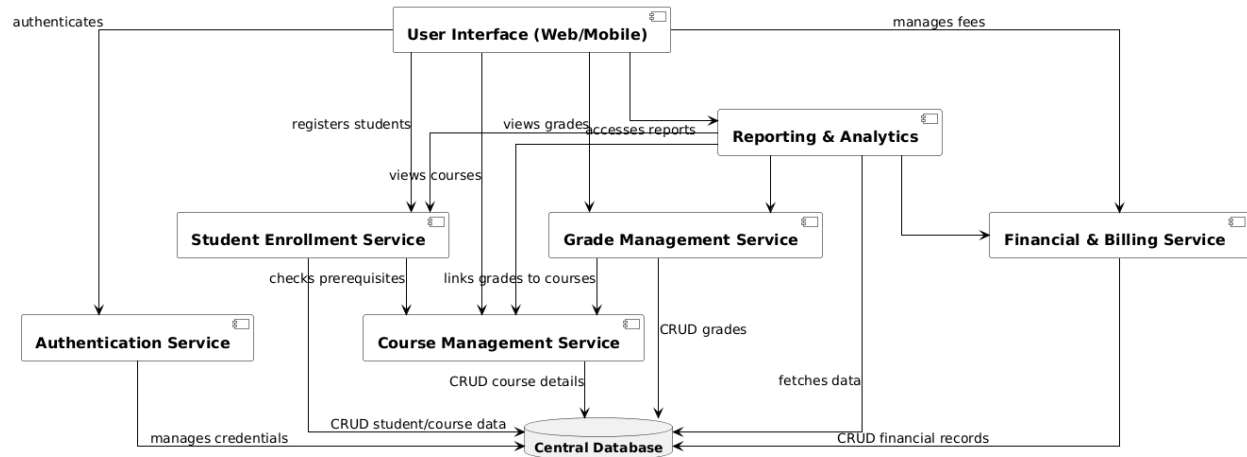 authenticates
User Interface (Web/Mobile)
manages fees
registers students
views grades
accesses reports
Reporting & Analytics
views courses
Student Enrollment Service
Grade Management Service
Financial & Billing Service
checks prerequisites
links grades to courses
Authentication Service
Course Management Service
CRUD grades
CRUD course details
fetches data
CRUD student/course data
manages credentials
Central Database
CRUD financial records